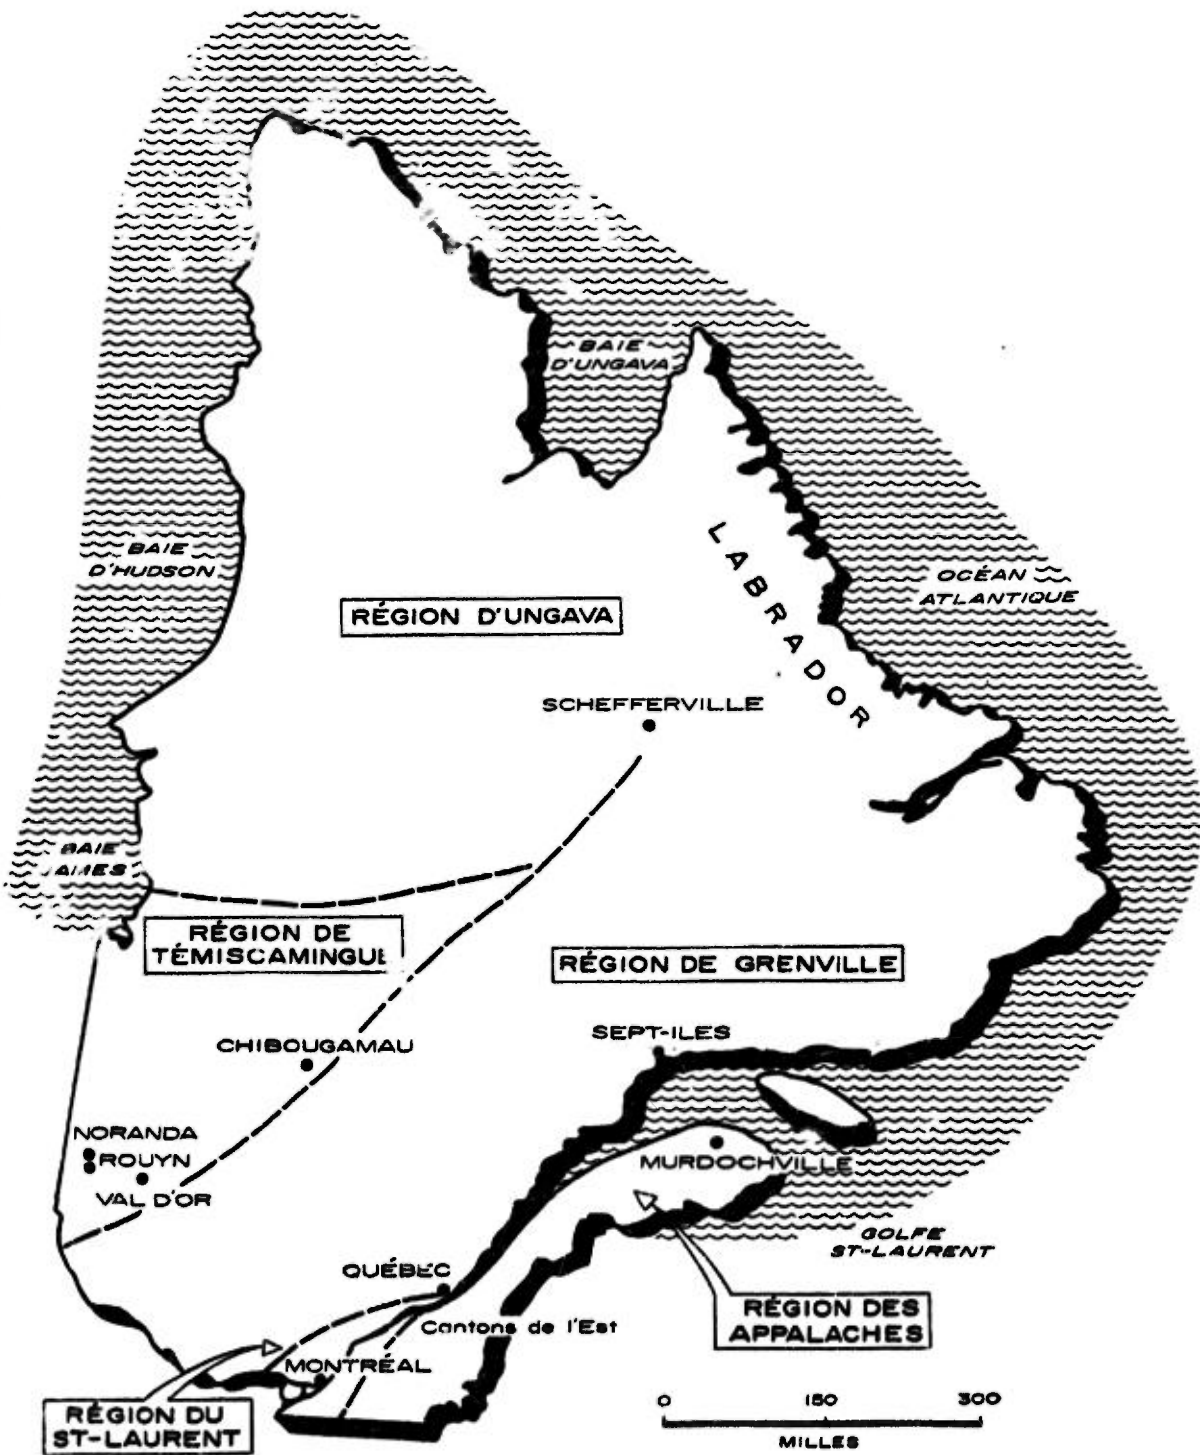 BAIE
D'UNGAVA
BAIE
D'HUDSON
OCÉAN
ATLANTIQUE
LABRADOR
RÉGION D'UNGAVA
SCHEFFERVILLE
BAIE
JAMES
RÉGION DE
TÉMISCAMINGUE
RÉGION DE GRENVILLE
SEPT-ILES
CHIBOUGAMAU
NORANDA
ROUYN
VAL D'OR
MURDOCHVILLE
GOLFE
ST-LAURENT
QUÉBEC
RÉGION DES
APPALACHES
Cantons de l'Est
MONTRÉAL
RÉGION DU
ST-LAURENT
0 150 300
MILLES